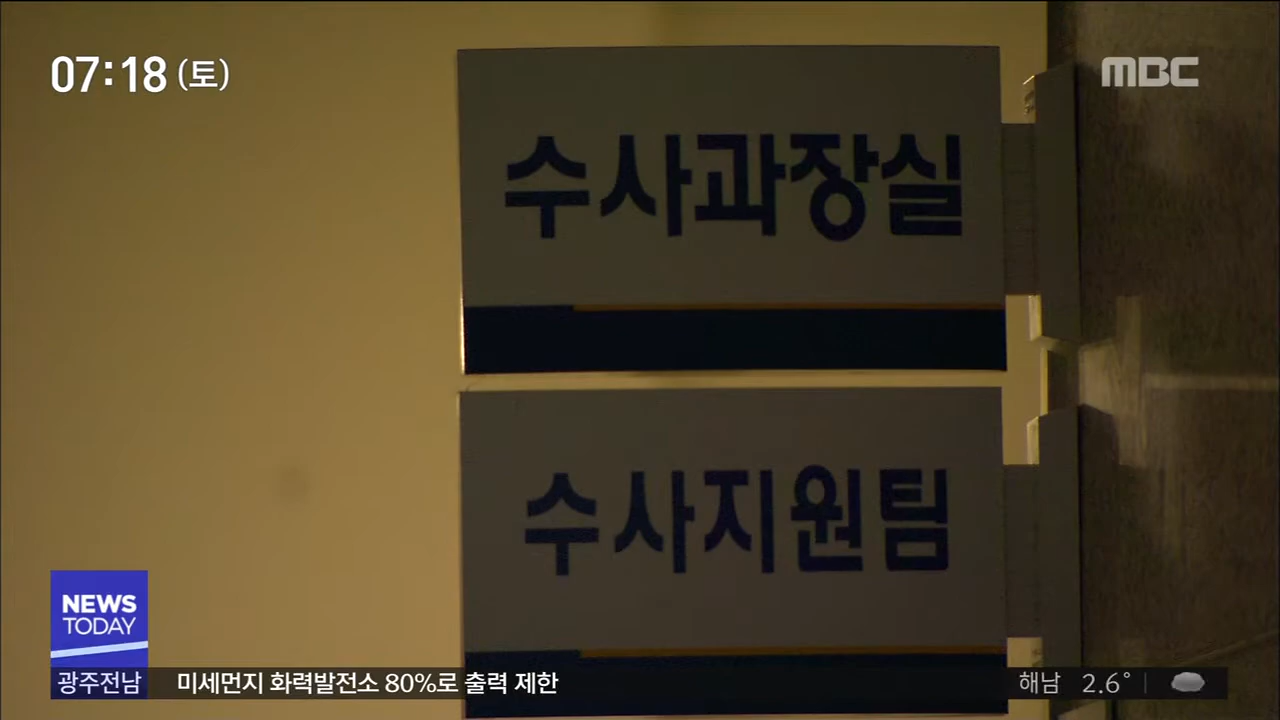 07:18 (토)
MBC
수사과장실
수사지원팀
NEWS
TODAY
광주전남
미세먼지 화력발전소 80%로 출력 제한
해남 2.6°